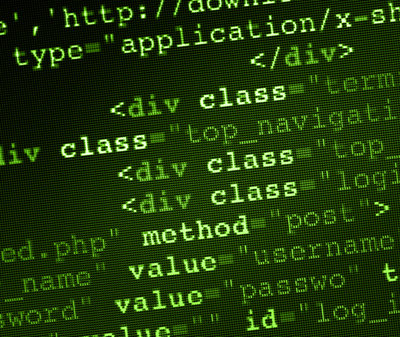 e','http://downl
type="application/x-sh
</div>
<div class="term
div class="top_navigati
<div class="top_
<div class="logi
ed.php" method="post">
_name" value="username
sword" value="passwo" t
value="" id="log_i